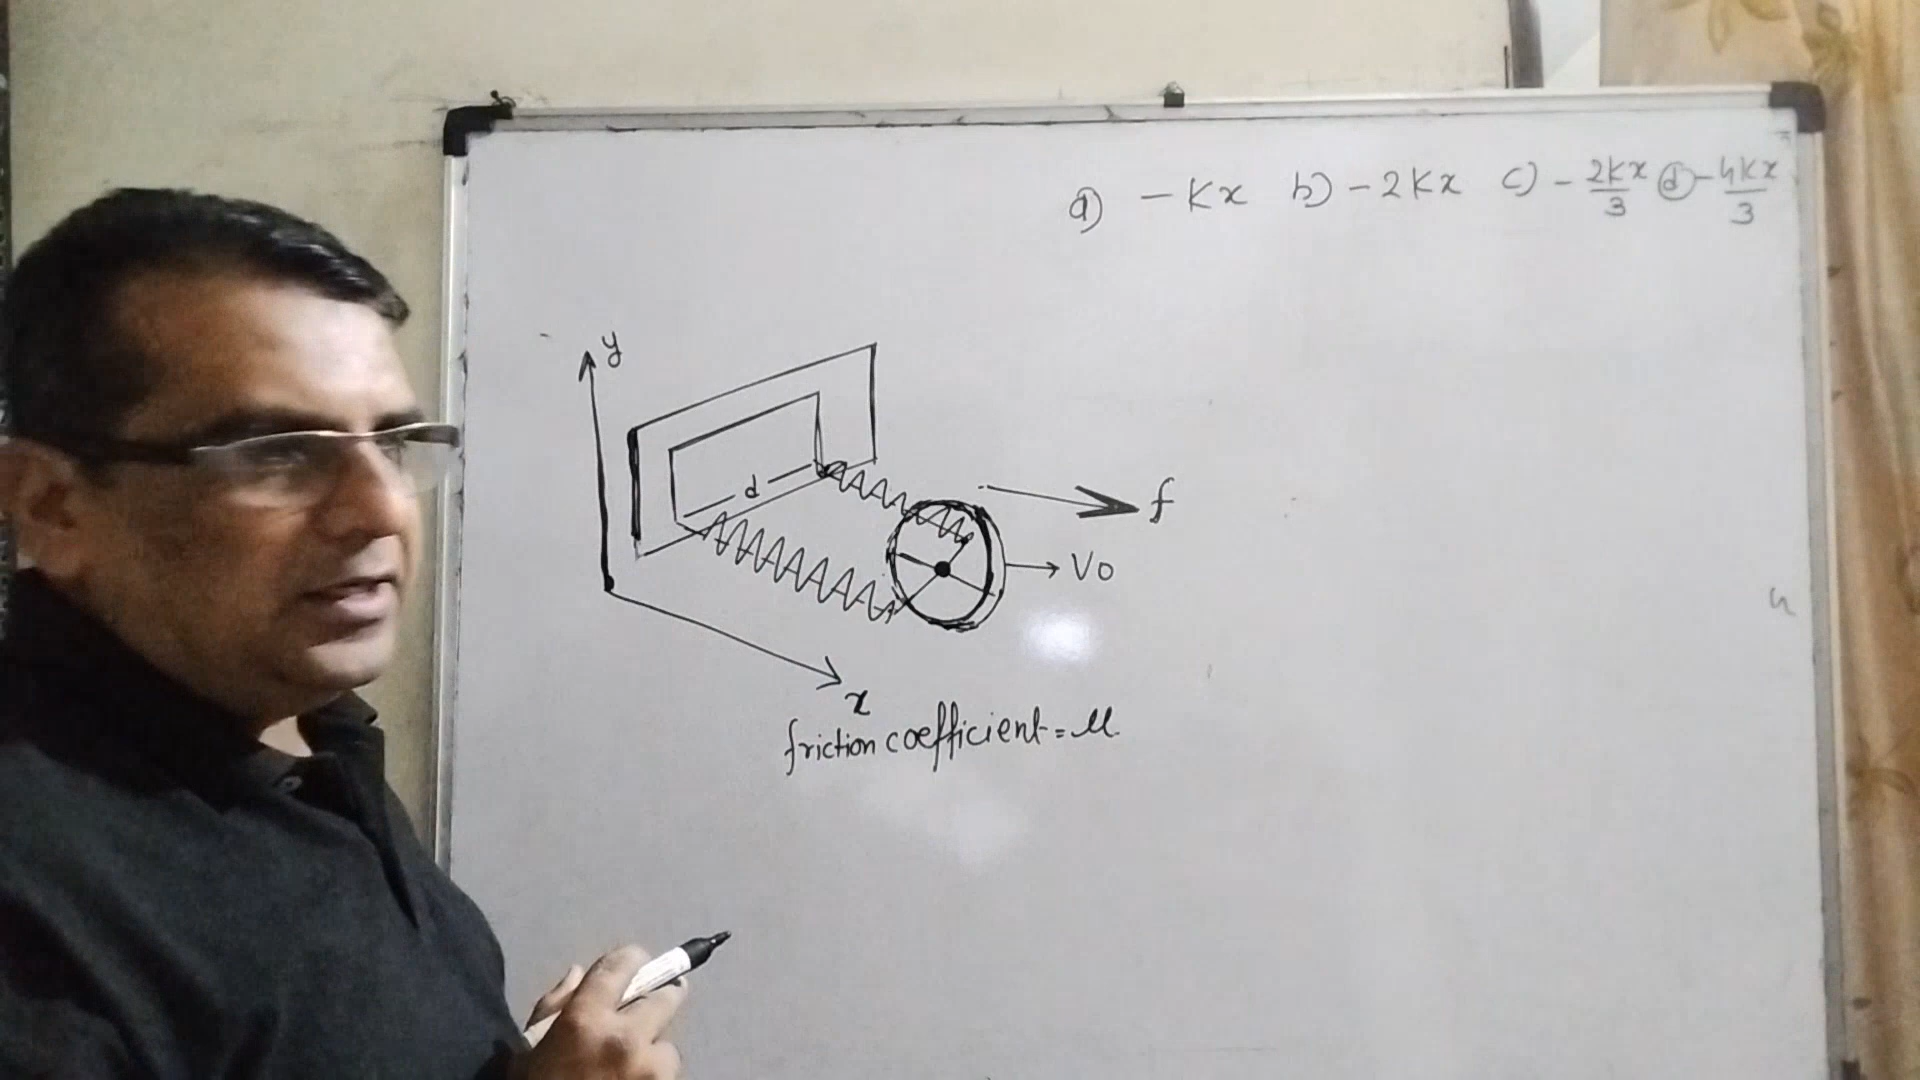 a) - Kx b) - 2Kx c) - 2Kx/3 d) - 4Kx/3
y
d
f
V0
x
friction coefficient = μ